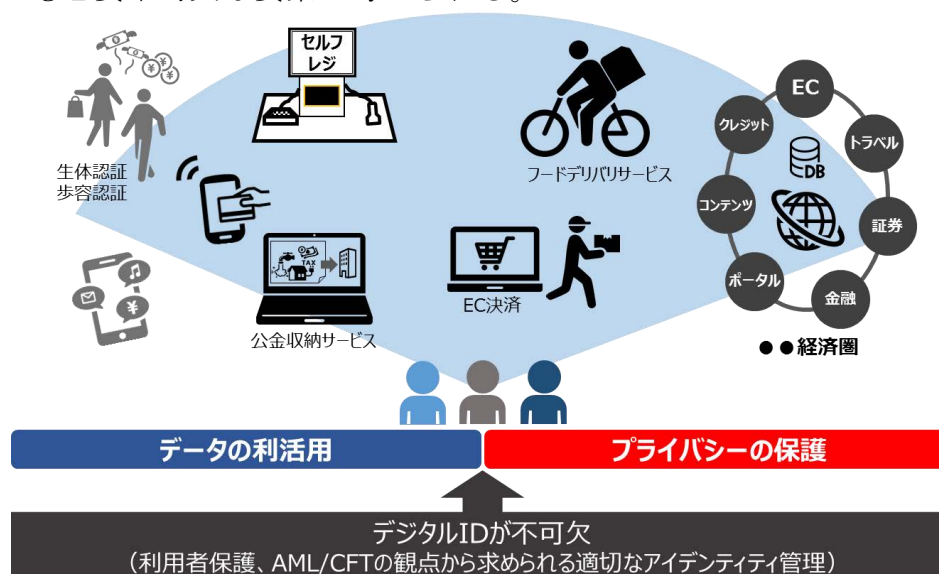 セルフ
レジ
生体認証
歩容認証
フードデリバリサービス
EC
クレジット
トラベル
DB
コンテンツ
証券
ポータル
金融
●●経済圏
TAX
公金収納サービス
EC決済
データの利活用
プライバシーの保護
デジタルIDが不可欠
（利用者保護、AML/CFTの観点から求められる適切なアイデンティティ管理）